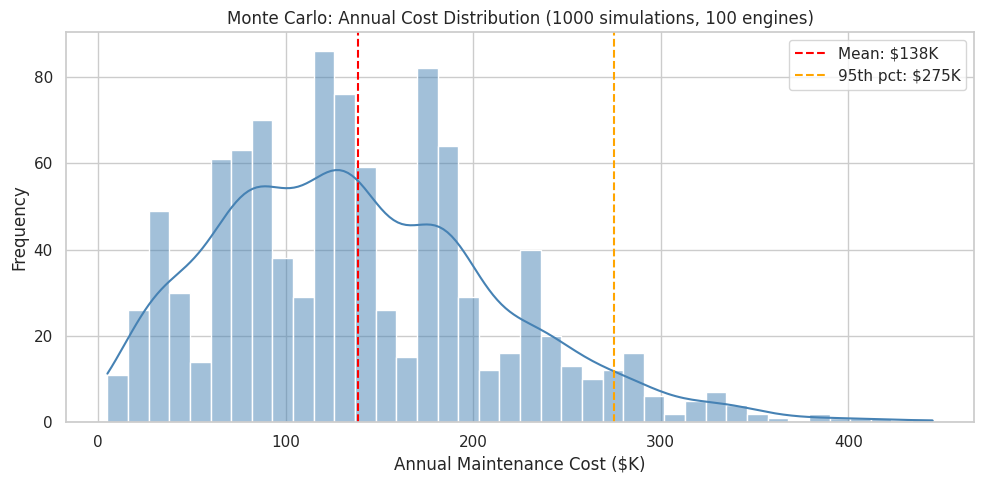 Monte Carlo: Annual Cost Distribution (1000 simulations, 100 engines)
Mean: $138K
95th pct: $275K
Frequency
80
60
40
20
0
0 100 200 300 400
Annual Maintenance Cost ($K)